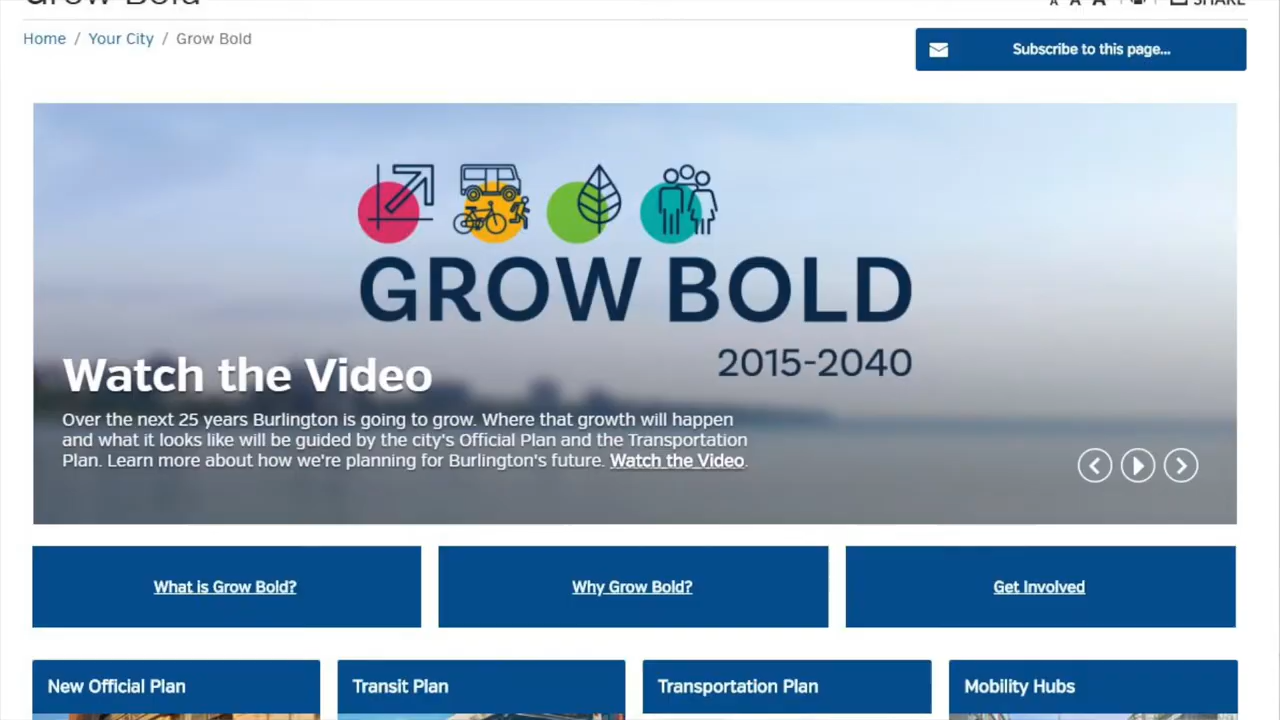 Grow Bold
A A A SHARE
Home / Your City / Grow Bold
Subscribe to this page...
GROW BOLD
2015-2040
Watch the Video
Over the next 25 years Burlington is going to grow. Where that growth will happen
and what it looks like will be guided by the city's Official Plan and the Transportation
Plan. Learn more about how we're planning for Burlington's future. Watch the Video.
What is Grow Bold?
Why Grow Bold?
Get Involved
New Official Plan
Transit Plan
Transportation Plan
Mobility Hubs